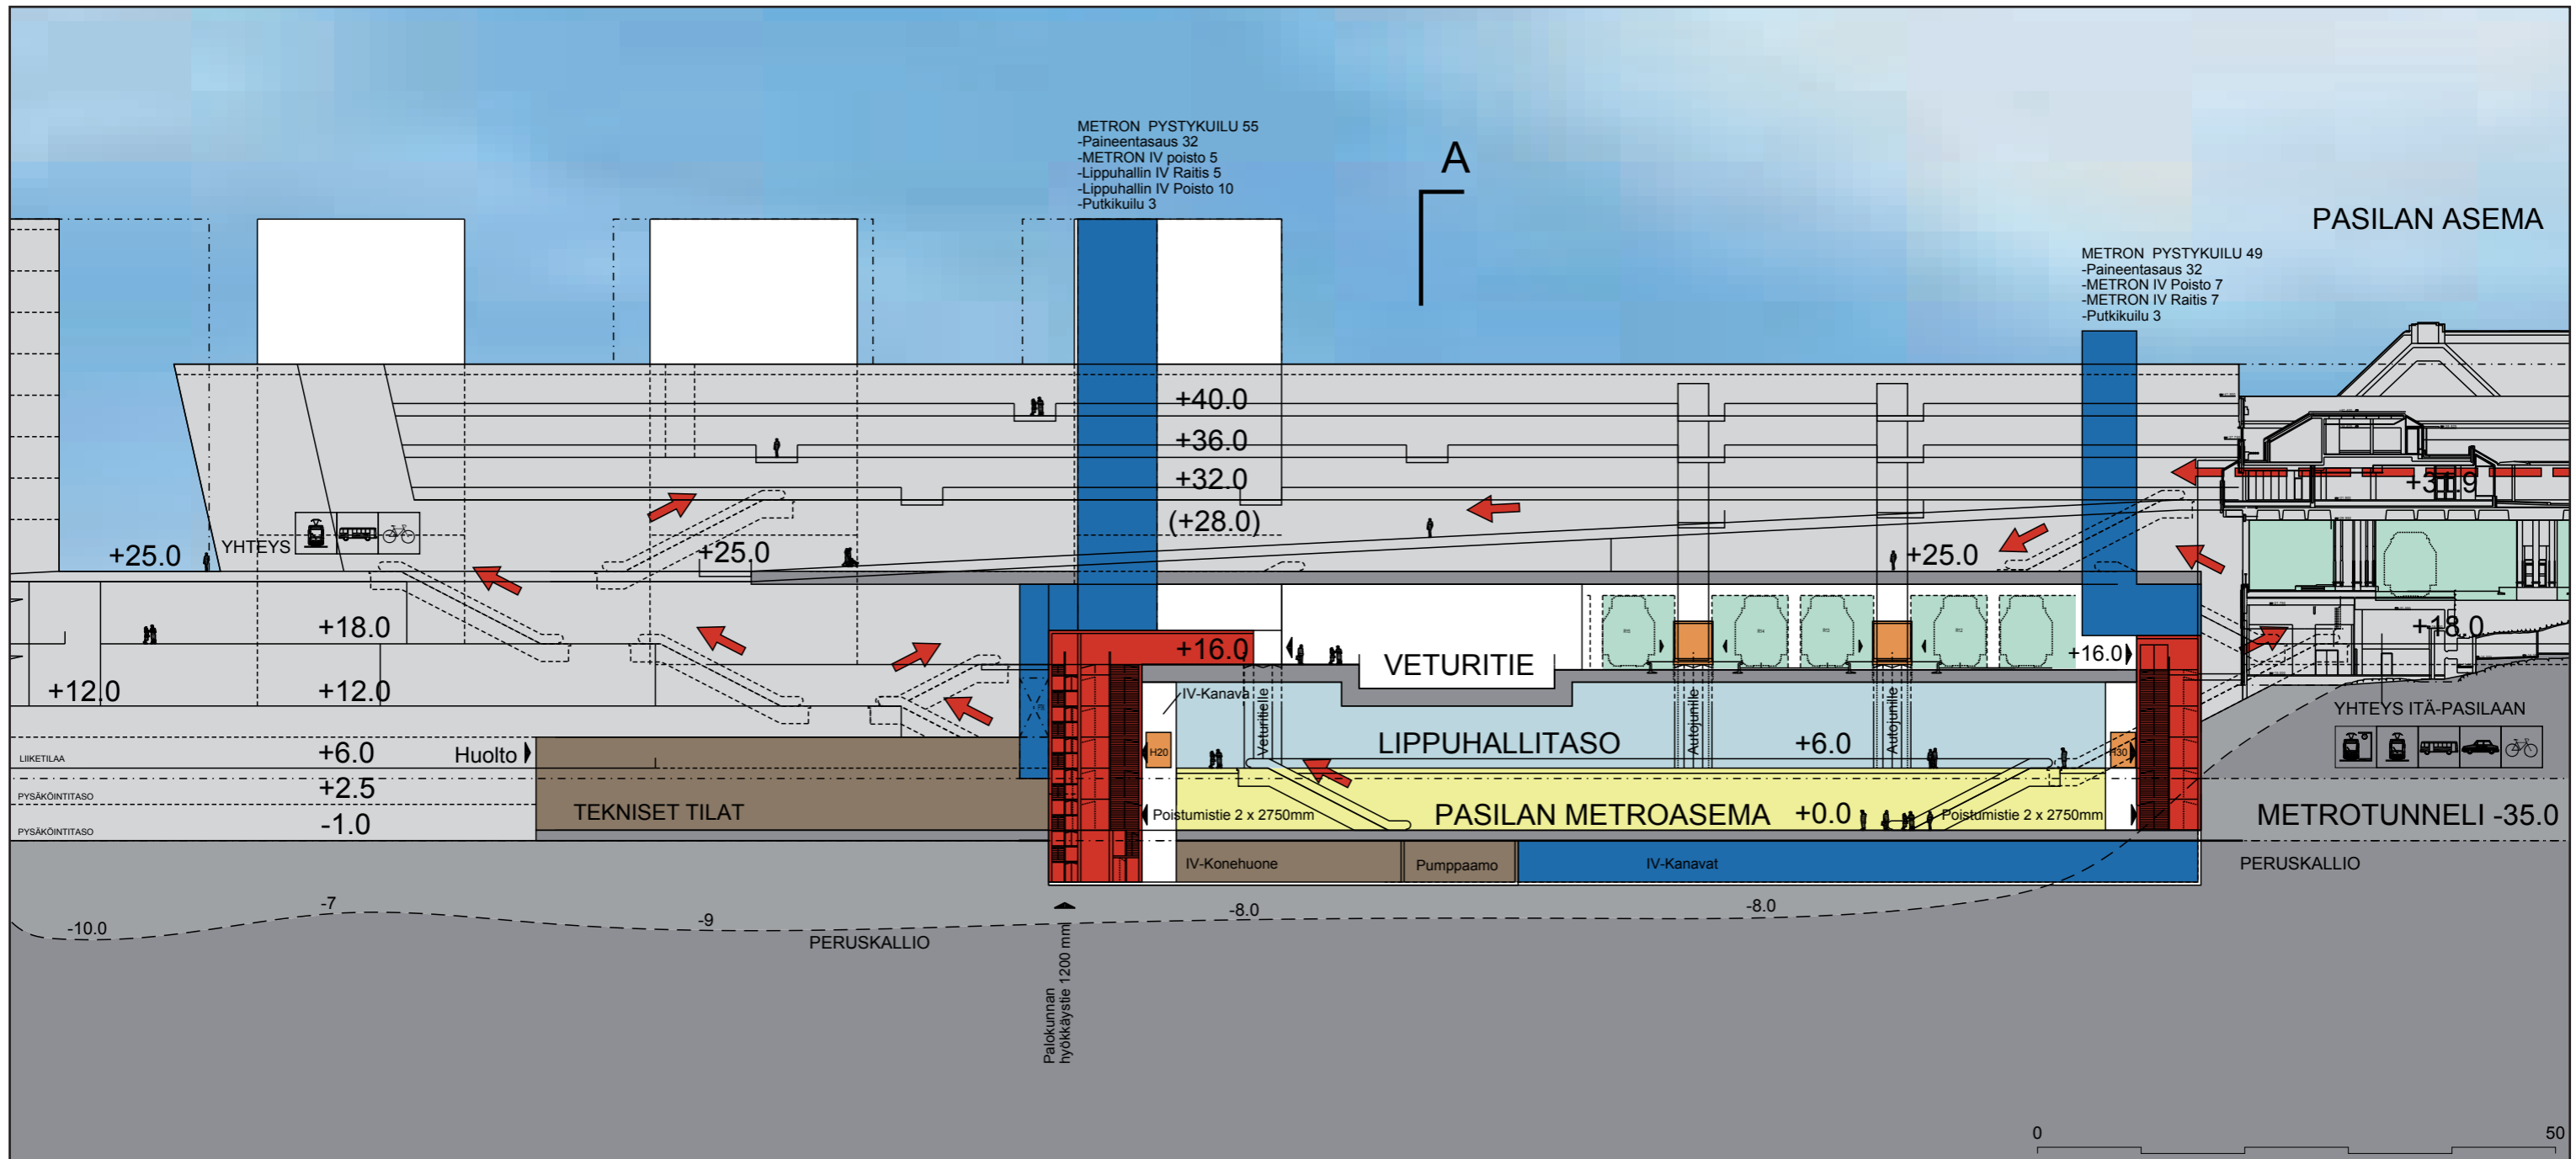 METRON PYSTYKUILU 55
-Paineentasaus 32
-METRON IV poisto 5
-Lippuhallin IV Raitis 5
-Lippuhallin IV Poisto 10
-Putkikuilu 3
A
PASILAN ASEMA
METRON PYSTYKUILU 49
-Paineentasaus 32
-METRON IV Poisto 7
-METRON IV Raitis 7
-Putkikuilu 3
+40.0
+36.0
+32.0
(+28.0)
+31.9
YHTEYS
+25.0
+25.0
+25.0
+18.0
+18.0
+16.0
VETURITIE
+16.0
+12.0
+12.0
IV-Kanava
Veturitielle
Autojunille
Autojunille
YHTEYS ITÄ-PASILAAN
LIIKETILAA
+6.0
Huolto
H20
LIPPUHALLITASO
+6.0
H30
PYSÄKÖINTITASO
+2.5
TEKNISET TILAT
Poistumistie 2 x 2750mm
PASILAN METROASEMA
+0.0
Poistumistie 2 x 2750mm
METROTUNNELI -35.0
PYSÄKÖINTITASO
-1.0
IV-Konehuone
Pumppaamo
IV-Kanavat
PERUSKALLIO
-10.0
-7
-9
-8.0
-8.0
PERUSKALLIO
Palokunnan
hyökkäystie 1200 mm
0
50